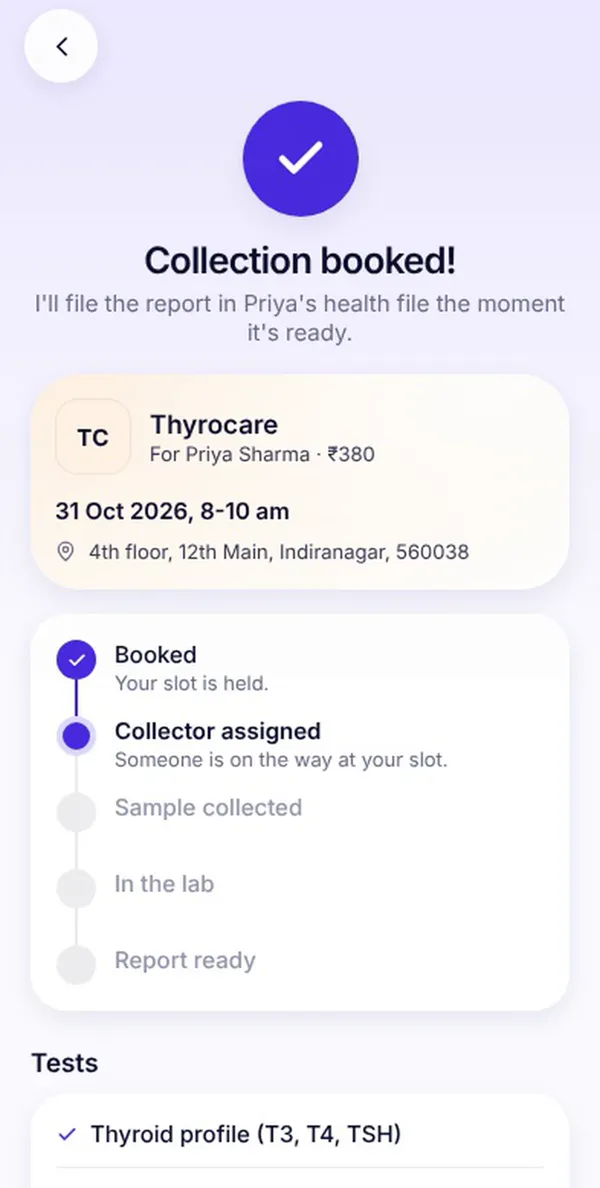 Collection booked!
I'll file the report in Priya's health file the moment
it's ready.
TC
Thyrocare
For Priya Sharma · ₹380
31 Oct 2026, 8-10 am
4th floor, 12th Main, Indiranagar, 560038
Booked
Your slot is held.
Collector assigned
Someone is on the way at your slot.
Sample collected
In the lab
Report ready
Tests
Thyroid profile (T3, T4, TSH)